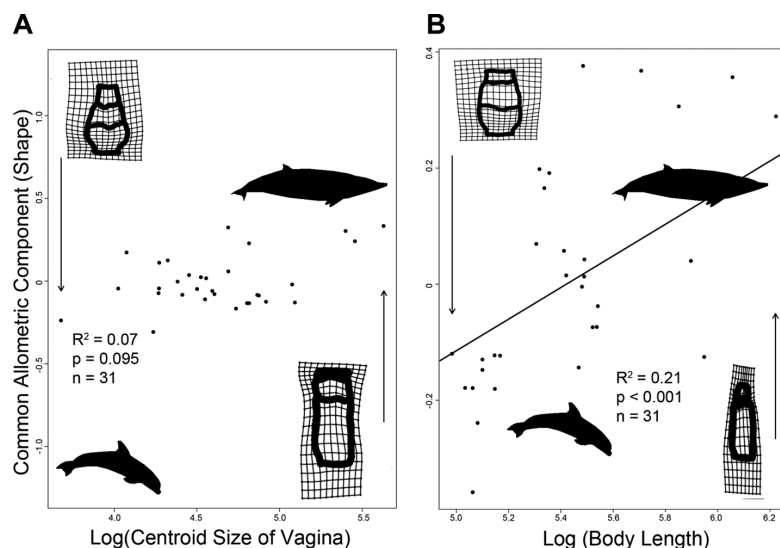 A
B
Common Allometric Component (Shape)
1.0
0.5
0
-0.5
-1.0
R² = 0.07
p = 0.095
n = 31
4.0
4.5
5.0
5.5
Log(Centroid Size of Vagina)
0.4
0.2
0
-0.2
R² = 0.21
p < 0.001
n = 31
5.0
5.2
5.4
5.6
5.8
6.0
6.2
Log (Body Length)